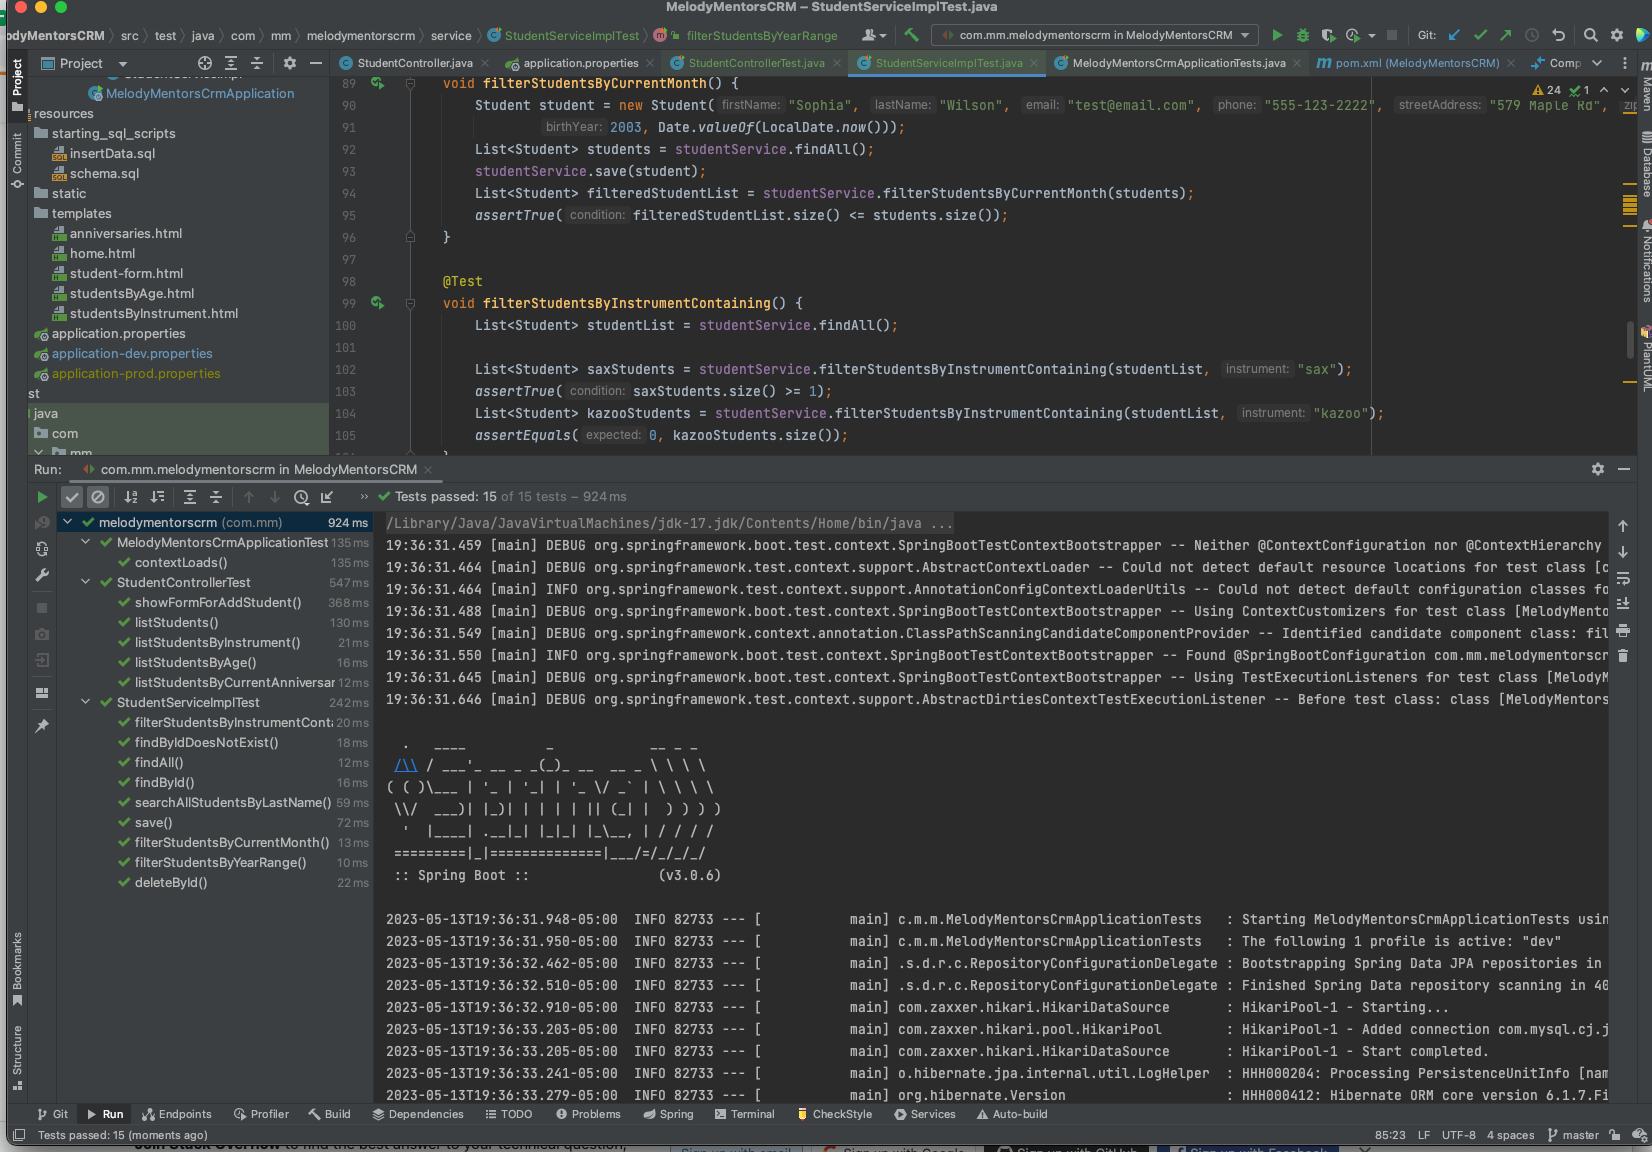 MelodyMentorsCRM – StudentServiceImplTest.java
odyMentorsCRM src test java com mm melodymentorscrm service StudentServiceImplTest filterStudentsByYearRange com.mm.melodymentorscrm in MelodyMentorsCRM Git:
Project StudentController.java application.properties StudentControllerTest.java StudentServiceImplTest.java MelodyMentorsCrmApplicationTests.java pom.xml (MelodyMentorsCRM) Comp
Project
Commit
Bookmarks
Structure
MelodyMentorsCrmApplication
resources
starting_sql_scripts
insertData.sql
schema.sql
static
templates
anniversaries.html
home.html
student-form.html
studentsByAge.html
studentsByInstrument.html
application.properties
application-dev.properties
application-prod.properties
st
java
com
mm
24 1
89 void filterStudentsByCurrentMonth() {
90 Student student = new Student( firstName: "Sophia", lastName: "Wilson", email: "test@email.com", phone: "555-123-2222", streetAddress: "579 Maple Rd", zip
91 birthYear: 2003, Date.valueOf(LocalDate.now()));
92 List<Student> students = studentService.findAll();
93 studentService.save(student);
94 List<Student> filteredStudentList = studentService.filterStudentsByCurrentMonth(students);
95 assertTrue( condition: filteredStudentList.size() <= students.size());
96 }
97
98 @Test
99 void filterStudentsByInstrumentContaining() {
100 List<Student> studentList = studentService.findAll();
101
102 List<Student> saxStudents = studentService.filterStudentsByInstrumentContaining(studentList, instrument: "sax");
103 assertTrue( condition: saxStudents.size() >= 1);
104 List<Student> kazooStudents = studentService.filterStudentsByInstrumentContaining(studentList, instrument: "kazoo");
105 assertEquals( expected: 0, kazooStudents.size());
Maven
Database
Notifications
PlantUML
Run: com.mm.melodymentorscrm in MelodyMentorsCRM
Tests passed: 15 of 15 tests – 924 ms
melodymentorscrm (com.mm) 924 ms
MelodyMentorsCrmApplicationTest 135 ms
contextLoads() 135 ms
StudentControllerTest 547 ms
showFormForAddStudent() 368 ms
listStudents() 130 ms
listStudentsByInstrument() 21 ms
listStudentsByAge() 16 ms
listStudentsByCurrentAnniversar 12 ms
StudentServiceImplTest 242 ms
filterStudentsByInstrumentConta 20 ms
findByIdDoesNotExist() 18 ms
findAll() 12 ms
findById() 16 ms
searchAllStudentsByLastName() 59 ms
save() 72 ms
filterStudentsByCurrentMonth() 13 ms
filterStudentsByYearRange() 10 ms
deleteById() 22 ms
/Library/Java/JavaVirtualMachines/jdk-17.jdk/Contents/Home/bin/java ...
19:36:31.459 [main] DEBUG org.springframework.boot.test.context.SpringBootTestContextBootstrapper -- Neither @ContextConfiguration nor @ContextHierarchy
19:36:31.464 [main] DEBUG org.springframework.test.context.support.AbstractContextLoader -- Could not detect default resource locations for test class [c
19:36:31.464 [main] INFO org.springframework.test.context.support.AnnotationConfigContextLoaderUtils -- Could not detect default configuration classes fo
19:36:31.488 [main] DEBUG org.springframework.boot.test.context.SpringBootTestContextBootstrapper -- Using ContextCustomizers for test class [MelodyMento
19:36:31.549 [main] DEBUG org.springframework.context.annotation.ClassPathScanningCandidateComponentProvider -- Identified candidate component class: fil
19:36:31.550 [main] INFO org.springframework.boot.test.context.SpringBootTestContextBootstrapper -- Found @SpringBootConfiguration com.mm.melodymentorscr
19:36:31.645 [main] DEBUG org.springframework.boot.test.context.SpringBootTestContextBootstrapper -- Using TestExecutionListeners for test class [MelodyM
19:36:31.646 [main] DEBUG org.springframework.test.context.support.AbstractDirtiesContextTestExecutionListener -- Before test class: class [MelodyMentors
:: Spring Boot :: (v3.0.6)
2023-05-13T19:36:31.948-05:00 INFO 82733 --- [ main] c.m.m.MelodyMentorsCrmApplicationTests : Starting MelodyMentorsCrmApplicationTests usin
2023-05-13T19:36:31.950-05:00 INFO 82733 --- [ main] c.m.m.MelodyMentorsCrmApplicationTests : The following 1 profile is active: "dev"
2023-05-13T19:36:32.462-05:00 INFO 82733 --- [ main] .s.d.r.c.RepositoryConfigurationDelegate : Bootstrapping Spring Data JPA repositories in
2023-05-13T19:36:32.510-05:00 INFO 82733 --- [ main] .s.d.r.c.RepositoryConfigurationDelegate : Finished Spring Data repository scanning in 40
2023-05-13T19:36:32.910-05:00 INFO 82733 --- [ main] com.zaxxer.hikari.HikariDataSource : HikariPool-1 - Starting...
2023-05-13T19:36:33.203-05:00 INFO 82733 --- [ main] com.zaxxer.hikari.pool.HikariPool : HikariPool-1 - Added connection com.mysql.cj.j
2023-05-13T19:36:33.205-05:00 INFO 82733 --- [ main] com.zaxxer.hikari.HikariDataSource : HikariPool-1 - Start completed.
2023-05-13T19:36:33.241-05:00 INFO 82733 --- [ main] o.hibernate.jpa.internal.util.LogHelper : HHH000204: Processing PersistenceUnitInfo [nam
2023-05-13T19:36:33.279-05:00 INFO 82733 --- [ main] org.hibernate.Version : HHH000412: Hibernate ORM core version 6.1.7.Fi
Git Run Endpoints Profiler Build Dependencies TODO Problems Spring Terminal CheckStyle Services Auto-build
Tests passed: 15 (moments ago) 85:23 LF UTF-8 4 spaces master